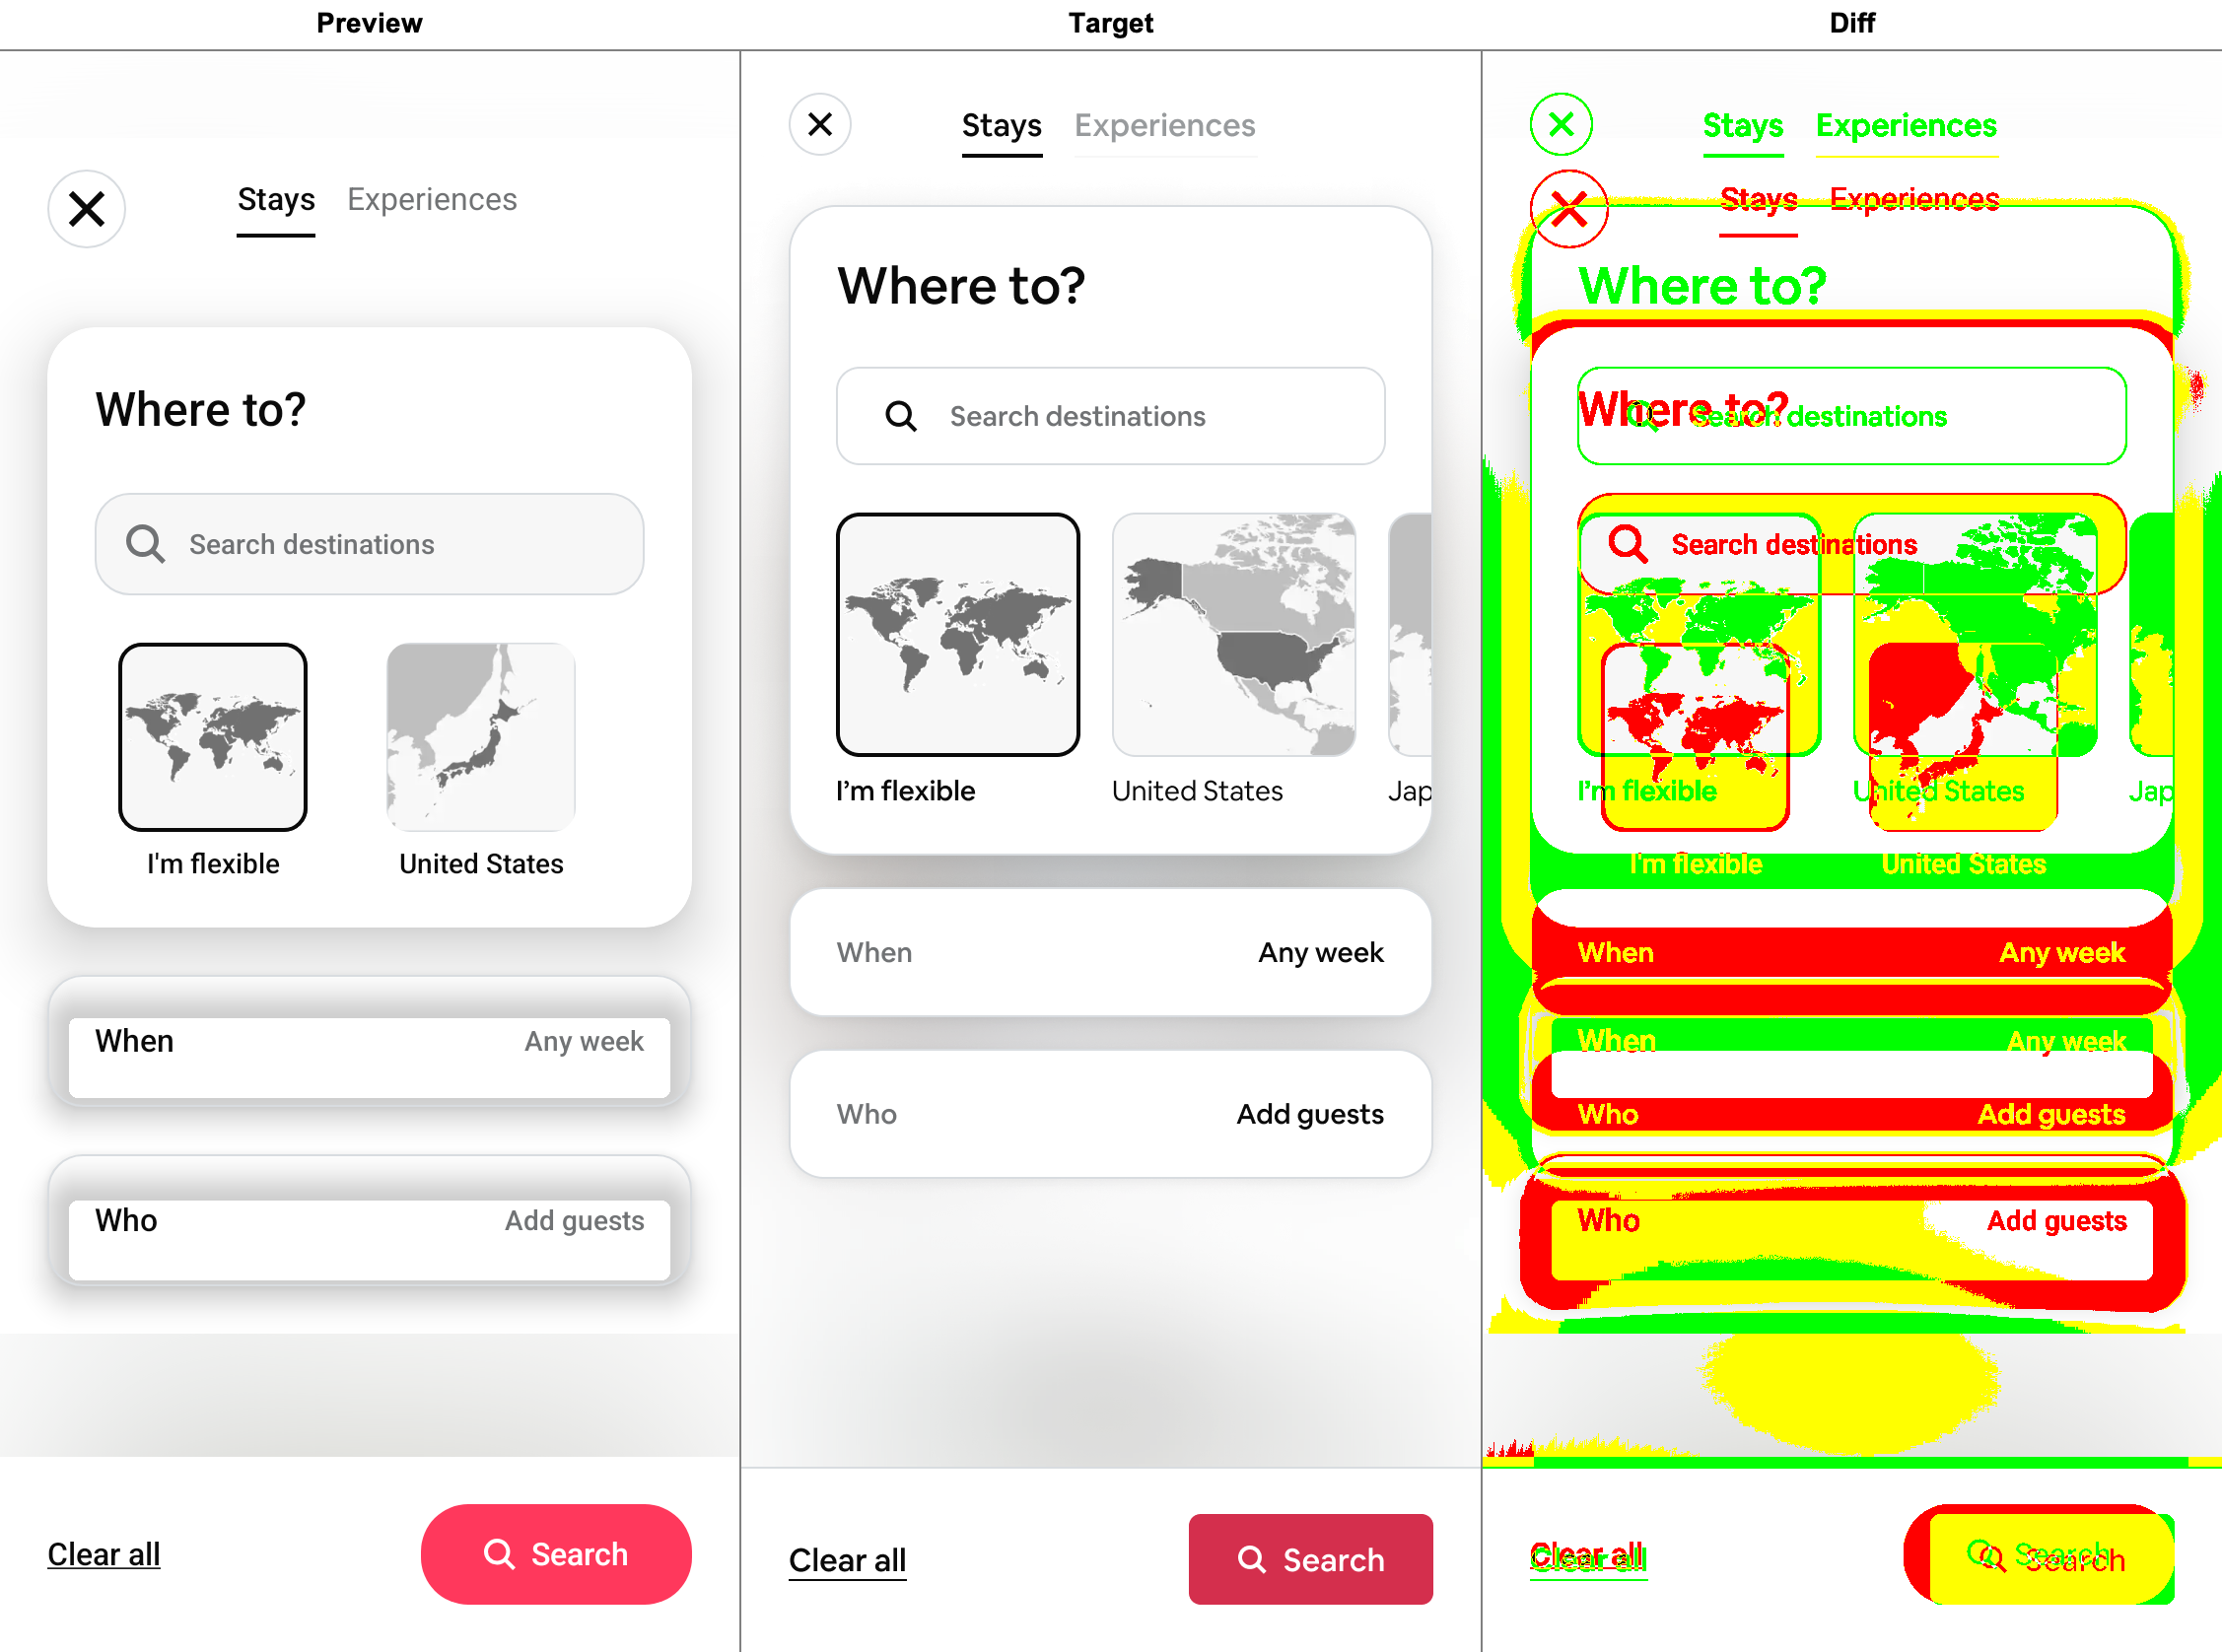 Preview
Stays Experiences
Where to?
Search destinations
I'm flexible United States
When Any week
Who Add guests
Clear all Search
Target
Stays Experiences
Where to?
Search destinations
I’m flexible United States Jap
When Any week
Who Add guests
Clear all Search
Diff
Stays Experiences
Stays Experiences
Where to?
Where to?
Search destinations
Search destinations
I’m flexible United States Jap
I'm flexible United States
When Any week
When Any week
Who Add guests
Who Add guests
Clear all Search
Clear all Search